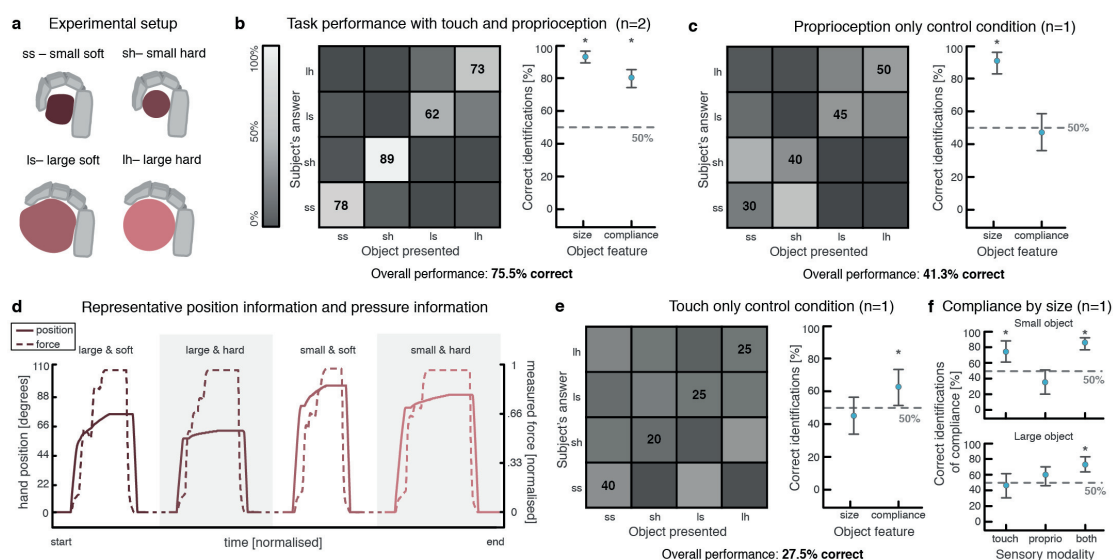 a Experimental setup
ss – small soft sh– small hard
ls– large soft lh– large hard
b Task performance with touch and proprioception (n=2)
100%
50%
0%
Subject's answer
lh
ls
sh
ss
73
62
89
78
ss sh ls lh
Object presented
Correct identifications [%]
100
80
60
40
20
0
* *
50%
size compliance
Object feature
Overall performance: 75.5% correct
c Proprioception only control condition (n=1)
Subject's answer
lh
ls
sh
ss
50
45
40
30
ss sh ls lh
Object presented
Correct identifications [%]
100
80
60
40
20
0
*
50%
size compliance
Object feature
Overall performance: 41.3% correct
d Representative position information and pressure information
position
force
large & soft large & hard small & soft small & hard
hand position [degrees]
110
88
66
44
22
0
1
.66
.33
0
measured force [normalised]
start time [normalised] end
e Touch only control condition (n=1)
Subject's answer
lh
ls
sh
ss
25
25
20
40
ss sh ls lh
Object presented
Correct identifications [%]
100
80
60
40
20
0
*
50%
size compliance
Object feature
Overall performance: 27.5% correct
f Compliance by size (n=1)
Small object
Correct identifications
of compliance [%]
100
80
60
40
20
0
* *
50%
Large object
100
80
60
40
20
0
*
50%
touch proprio both
Sensory modality